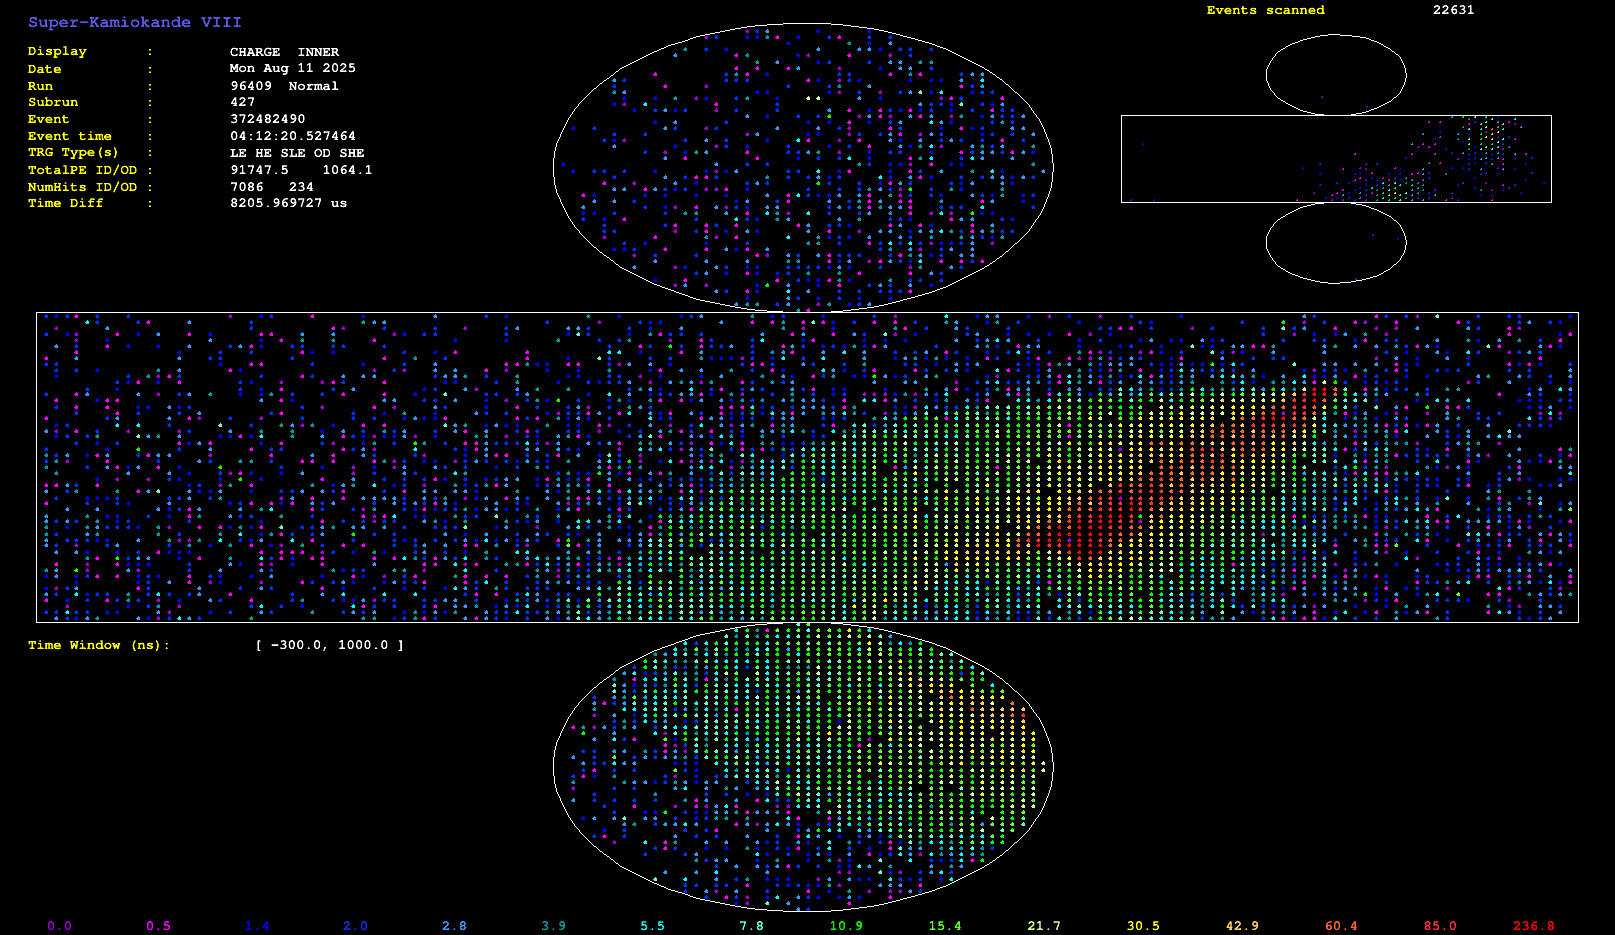 Super-Kamiokande VIII
Events scanned 22631
Display : CHARGE INNER
Date : Mon Aug 11 2025
Run : 96409 Normal
Subrun : 427
Event : 372482490
Event time : 04:12:20.527464
TRG Type(s) : LE HE SLE OD SHE
TotalPE ID/OD : 91747.5 1064.1
NumHits ID/OD : 7086 234
Time Diff : 8205.969727 us
Time Window (ns): [ -300.0, 1000.0 ]
0.0 0.5 1.4 2.0 2.8 3.9 5.5 7.8 10.9 15.4 21.7 30.5 42.9 60.4 85.0 236.8